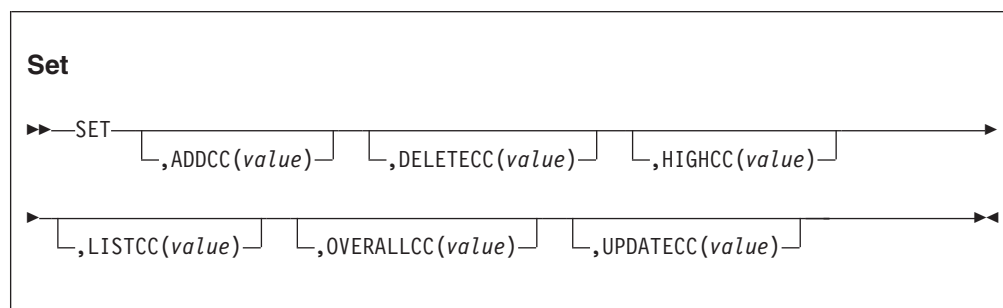 Set
SET
,ADDCC(value) ,DELETECC(value) ,HIGHCC(value)
,LISTCC(value) ,OVERALLCC(value) ,UPDATECC(value)